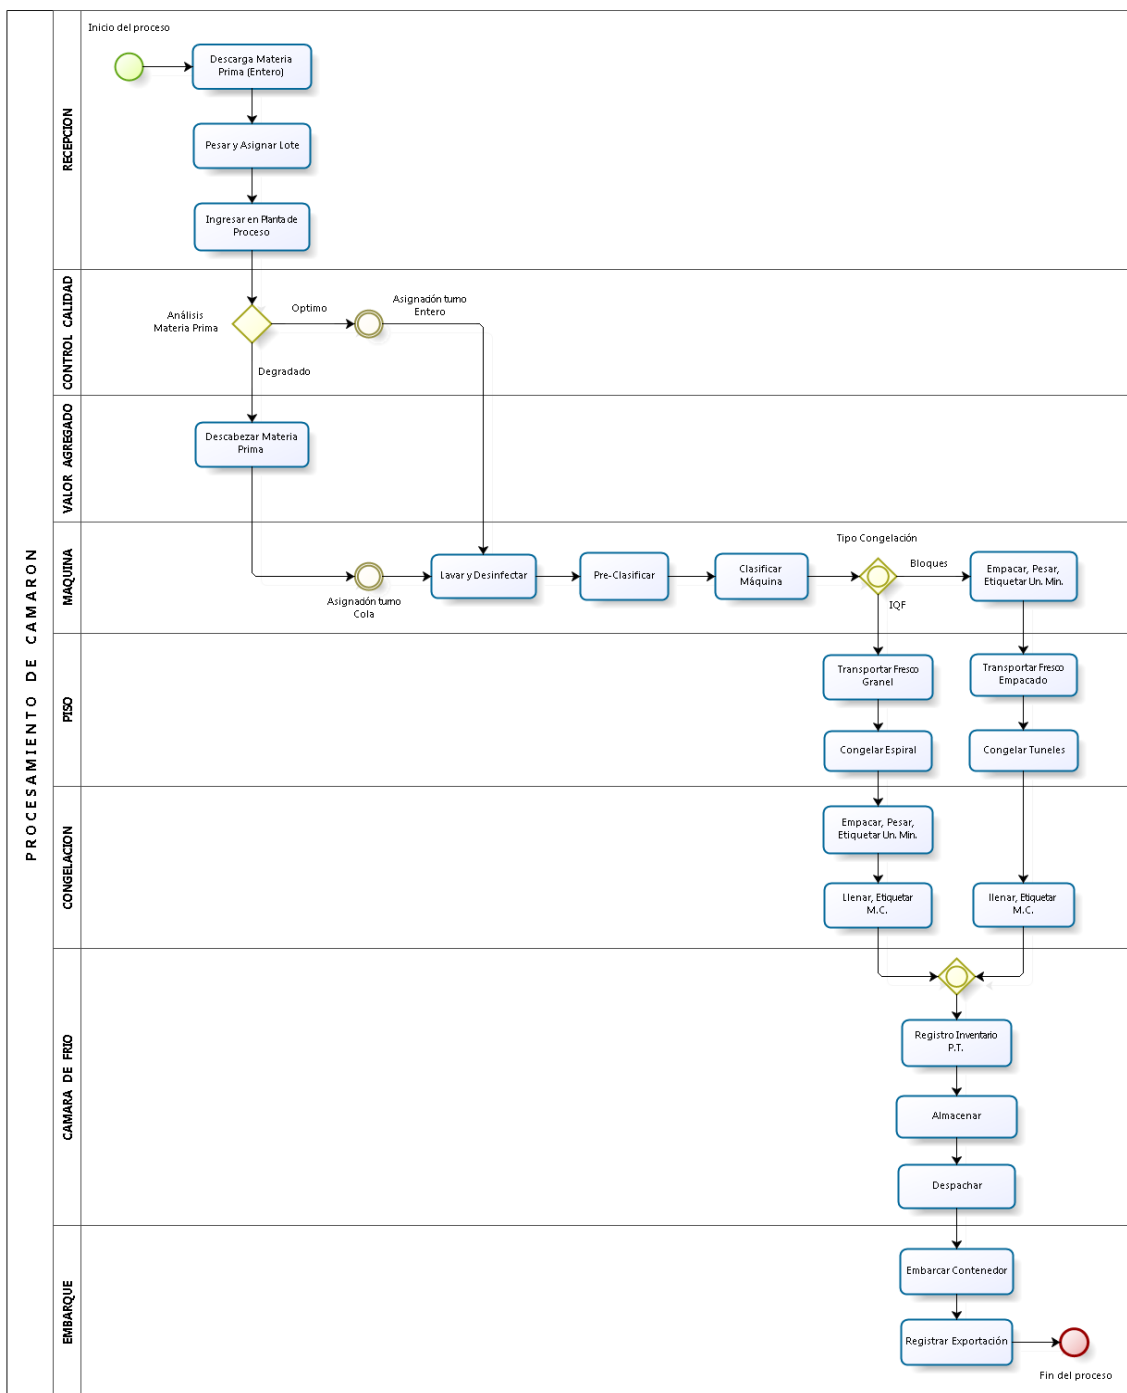 PROCESAMIENTO DE CAMARON
RECEPCION
Inicio del proceso
Descarga Materia
Prima (Entero)
Pesar y Asignar Lote
Ingresar en Planta de
Proceso
CONTROL CALIDAD
Análisis
Materia Prima
Optimo
Asignación turno
Entero
Degradado
VALOR AGREGADO
Descabezar Materia
Prima
MAQUINA
Asignación turno
Cola
Lavar y Desinfectar
Pre-Clasificar
Clasificar
Máquina
Tipo Congelación
Bloques
IQF
Empacar, Pesar,
Etiquetar Un. Min.
PISO
Transportar Fresco
Granel
Transportar Fresco
Empacado
Congelar Espiral
Congelar Tuneles
CONGELACION
Empacar, Pesar,
Etiquetar Un. Min.
Llenar, Etiquetar
M.C.
llenar, Etiquetar
M.C.
CAMARA DE FRIO
Registro Inventario
P.T.
Almacenar
Despachar
EMBARQUE
Embarcar Contenedor
Registrar Exportación
Fin del proceso